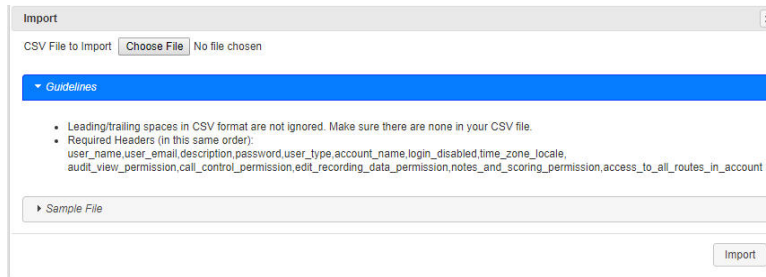 Import
CSV File to Import Choose File No file chosen
Guidelines
Leading/trailing spaces in CSV format are not ignored. Make sure there are none in your CSV file.
Required Headers (in this same order):
user_name,user_email,description,password,user_type,account_name,login_disabled,time_zone_locale,
audit_view_permission,call_control_permission,edit_recording_data_permission,notes_and_scoring_permission,access_to_all_routes_in_account
Sample File
Import